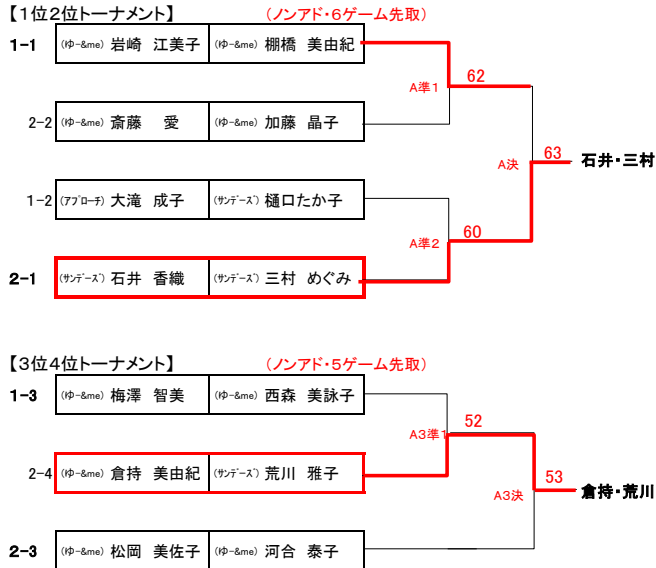 【1位2位トーナメント】 (ノンアド・6ゲーム先取)
1-1 (ゆ-&me) 岩崎 江美子 (ゆ-&me) 棚橋 美由紀
62
A準1
2-2 (ゆ-&me) 斎藤 愛 (ゆ-&me) 加藤 晶子
63
A決 石井・三村
1-2 (アプローチ) 大滝 成子 (サンデーズ) 樋口たか子
60
A準2
2-1 (サンデーズ) 石井 香織 (サンデーズ) 三村 めぐみ
【3位4位トーナメント】 (ノンアド・5ゲーム先取)
1-3 (ゆ-&me) 梅澤 智美 (ゆ-&me) 西森 美詠子
52
A3準1
2-4 (ゆ-&me) 倉持 美由紀 (サンデーズ) 荒川 雅子
53
A3決 倉持・荒川
2-3 (ゆ-&me) 松岡 美佐子 (ゆ-&me) 河合 泰子